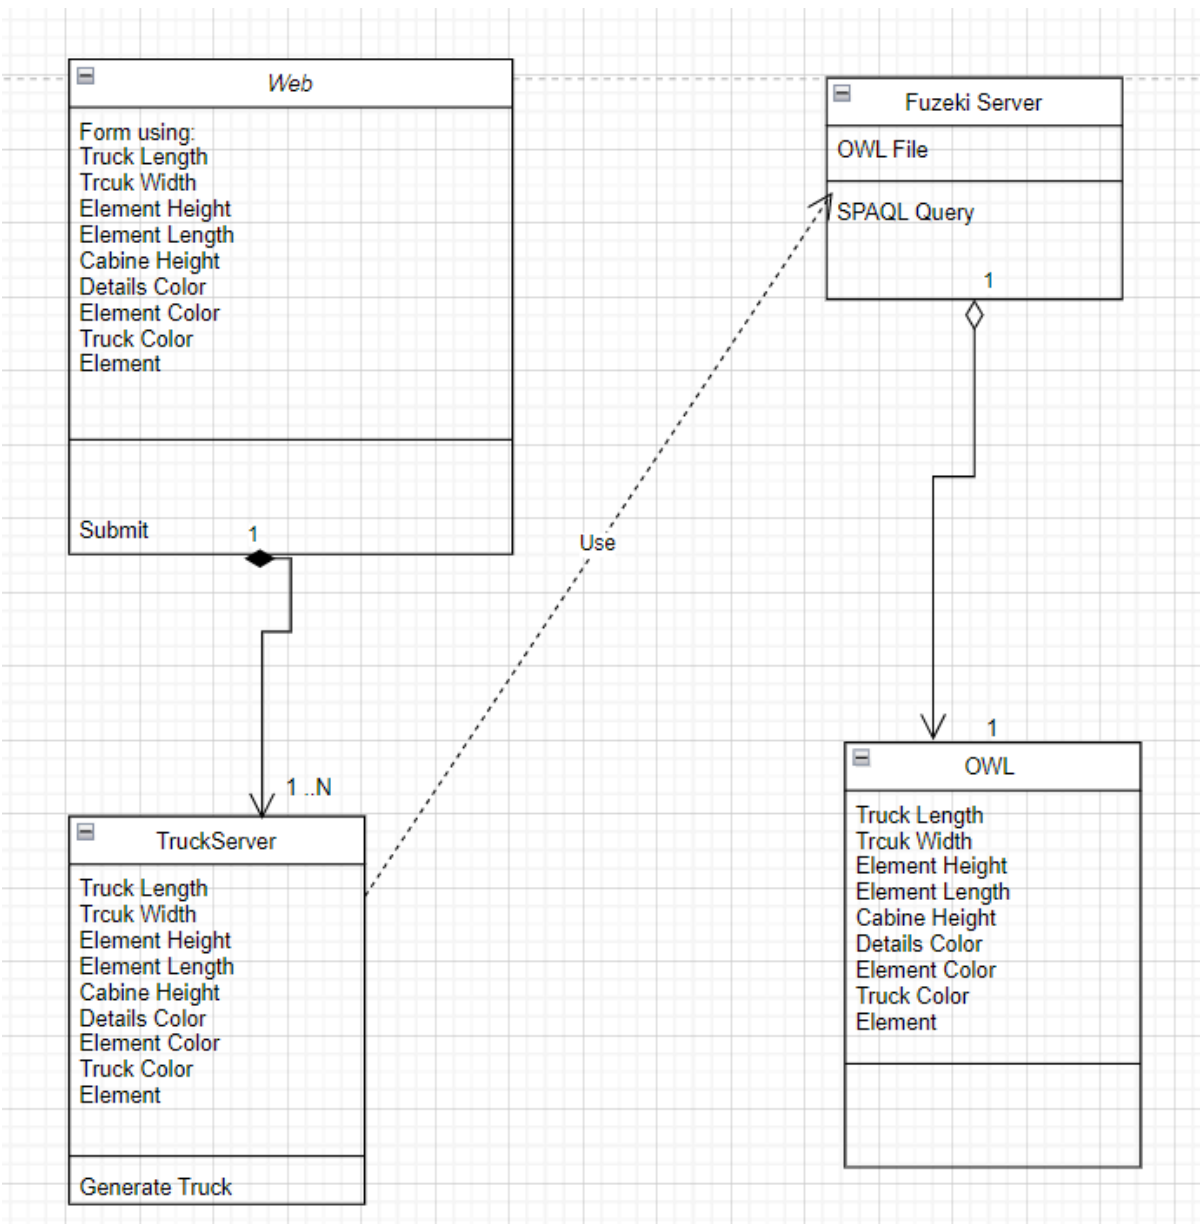 Web
Form using:
Truck Length
Trcuk Width
Element Height
Element Length
Cabine Height
Details Color
Element Color
Truck Color
Element
Submit
1
1 ..N
TruckServer
Truck Length
Trcuk Width
Element Height
Element Length
Cabine Height
Details Color
Element Color
Truck Color
Element
Generate Truck
Use
Fuzeki Server
OWL File
SPAQL Query
1
1
OWL
Truck Length
Trcuk Width
Element Height
Element Length
Cabine Height
Details Color
Element Color
Truck Color
Element